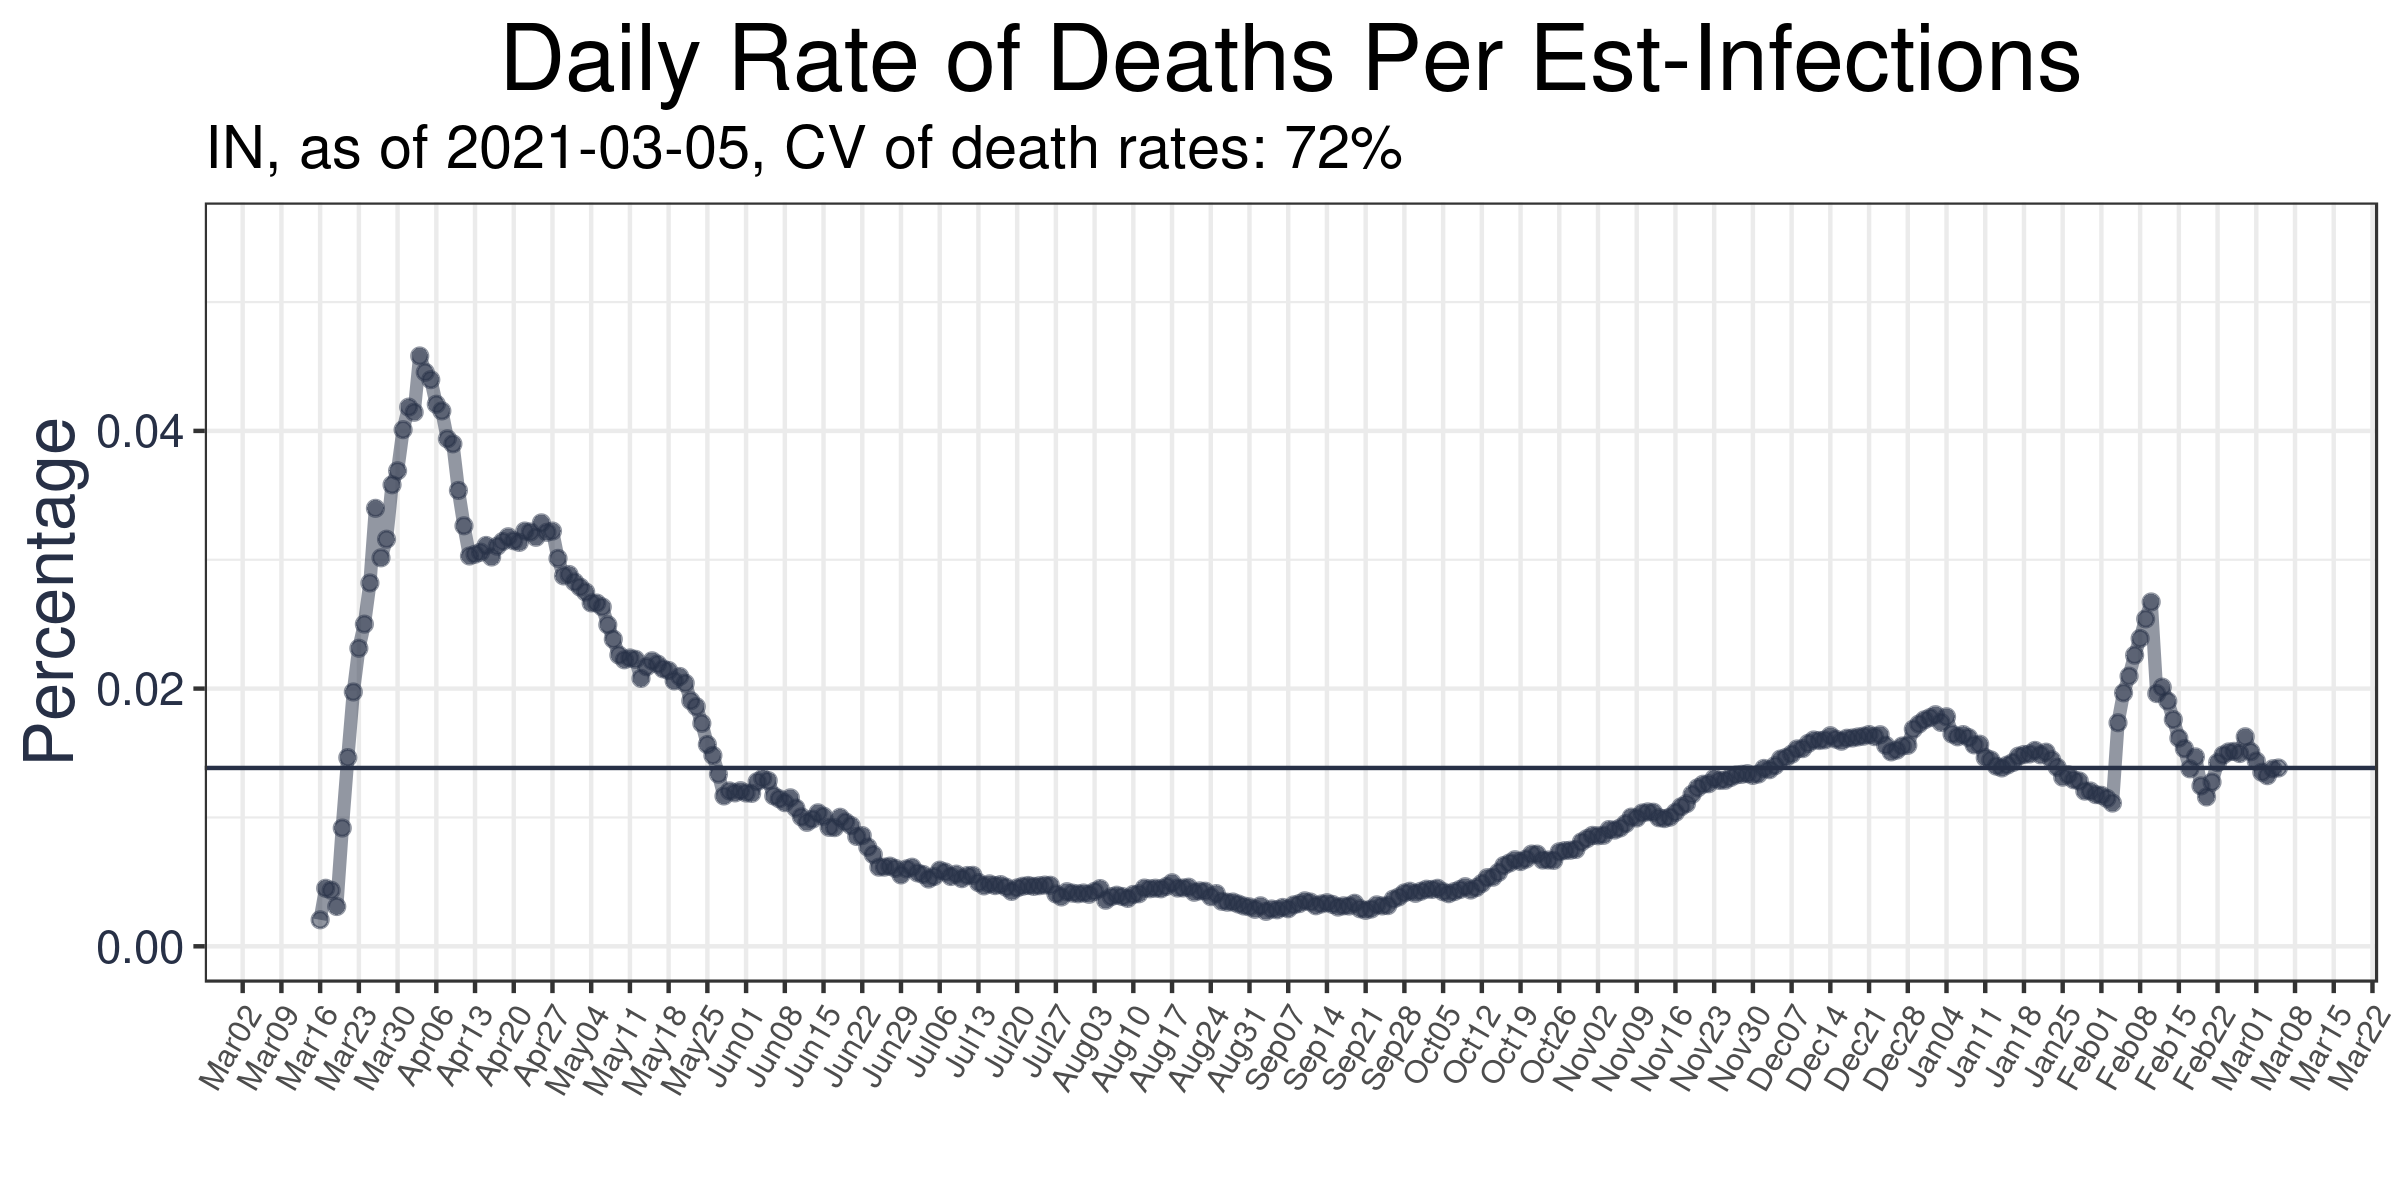 Daily Rate of Deaths Per Est-Infections
IN, as of 2021-03-05, CV of death rates: 72%
Percentage
0.04
0.02
0.00
Mar02
Mar09
Mar16
Mar23
Mar30
Apr06
Apr13
Apr20
Apr27
May04
May11
May18
May25
Jun01
Jun08
Jun15
Jun22
Jun29
Jul06
Jul13
Jul20
Jul27
Aug03
Aug10
Aug17
Aug24
Aug31
Sep07
Sep14
Sep21
Sep28
Oct05
Oct12
Oct19
Oct26
Nov02
Nov09
Nov16
Nov23
Nov30
Dec07
Dec14
Dec21
Dec28
Jan04
Jan11
Jan18
Jan25
Feb01
Feb08
Feb15
Feb22
Mar01
Mar08
Mar15
Mar22